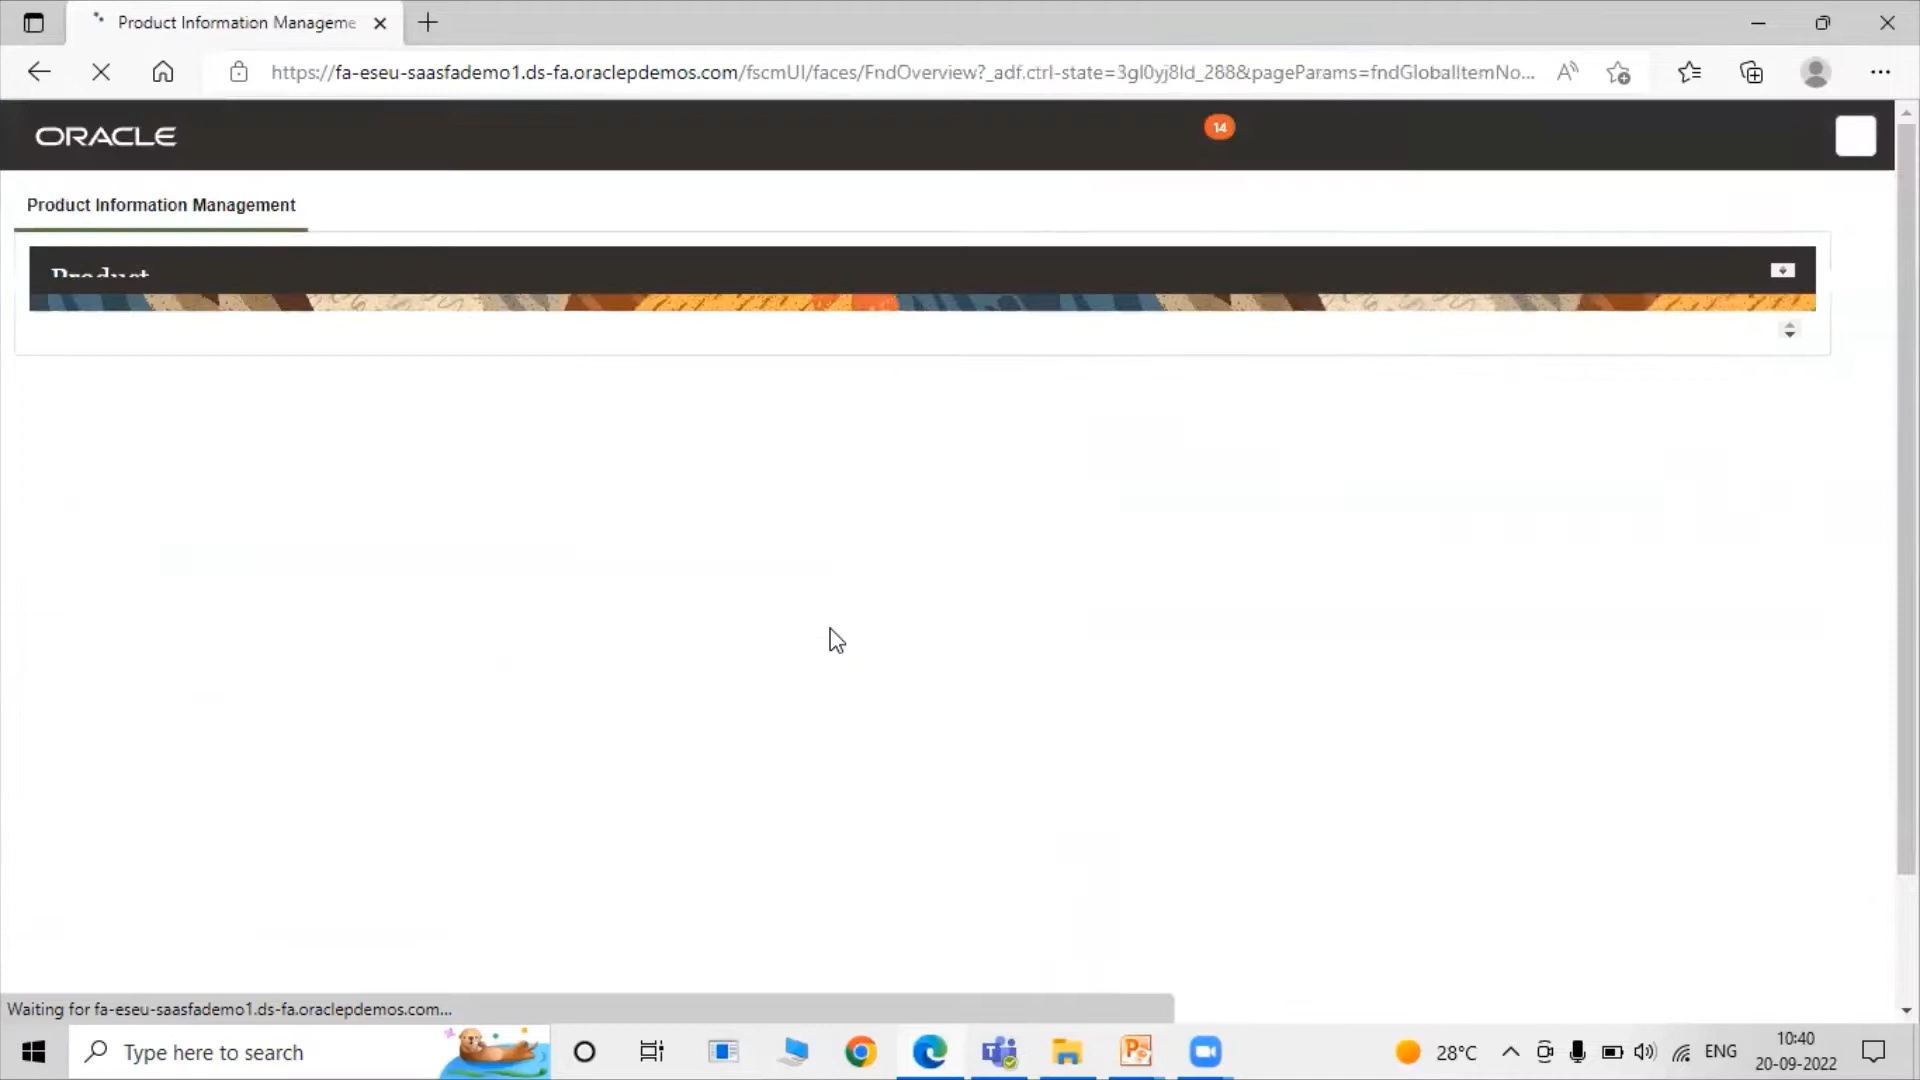 Product Information Manageme
https://fa-eseu-saasfademo1.ds-fa.oraclepdemos.com/fscmUI/faces/FndOverview?_adf.ctrl-state=3gl0yj8ld_288&pageParams=fndGlobalItemNo...
ORACLE
14
Product Information Management
Product
Waiting for fa-eseu-saasfademo1.ds-fa.oraclepdemos.com...
Type here to search
28°C
ENG
10:40
20-09-2022